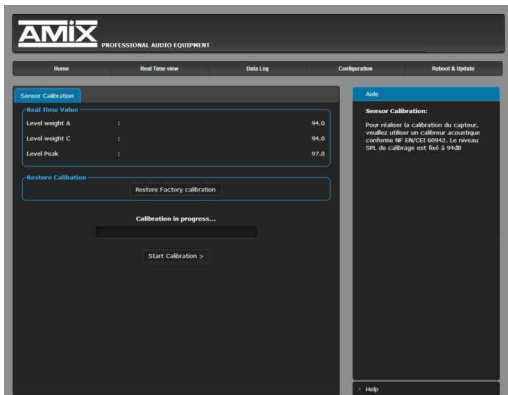 AMIX PROFESSIONAL AUDIO EQUIPMENT
Home Real Time view Data Log Configuration Reboot & Update
Sensor Calibration
Real Time Value
Level weight A : 94.0
Level weight C : 94.0
Level Peak : 97.0
Restore Calibation
Restore Factory calibration
Calibration in progress...
Start Calibration >
Aide
Sensor Calibration:
Pour réaliser la calibration du capteur,
veuillez utiliser un calibreur acoustique
conforme NF EN/CEI 60942. Le niveau
SPL de calibrage est fixé à 94dB
› Help